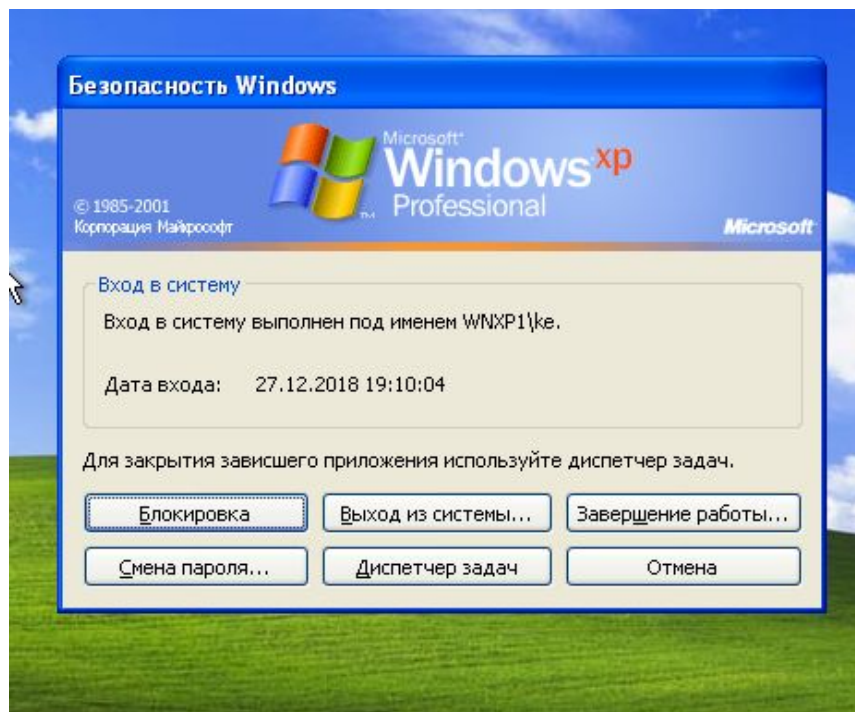 Безопасность Windows
Microsoft®
Windows xp
Professional
TM
© 1985-2001
Корпорация Майкрософт
Microsoft
Вход в систему
Вход в систему выполнен под именем WNXP1\ke.
Дата входа: 27.12.2018 19:10:04
Для закрытия зависшего приложения используйте диспетчер задач.
Блокировка
Выход из системы...
Завершение работы...
Смена пароля...
Диспетчер задач
Отмена